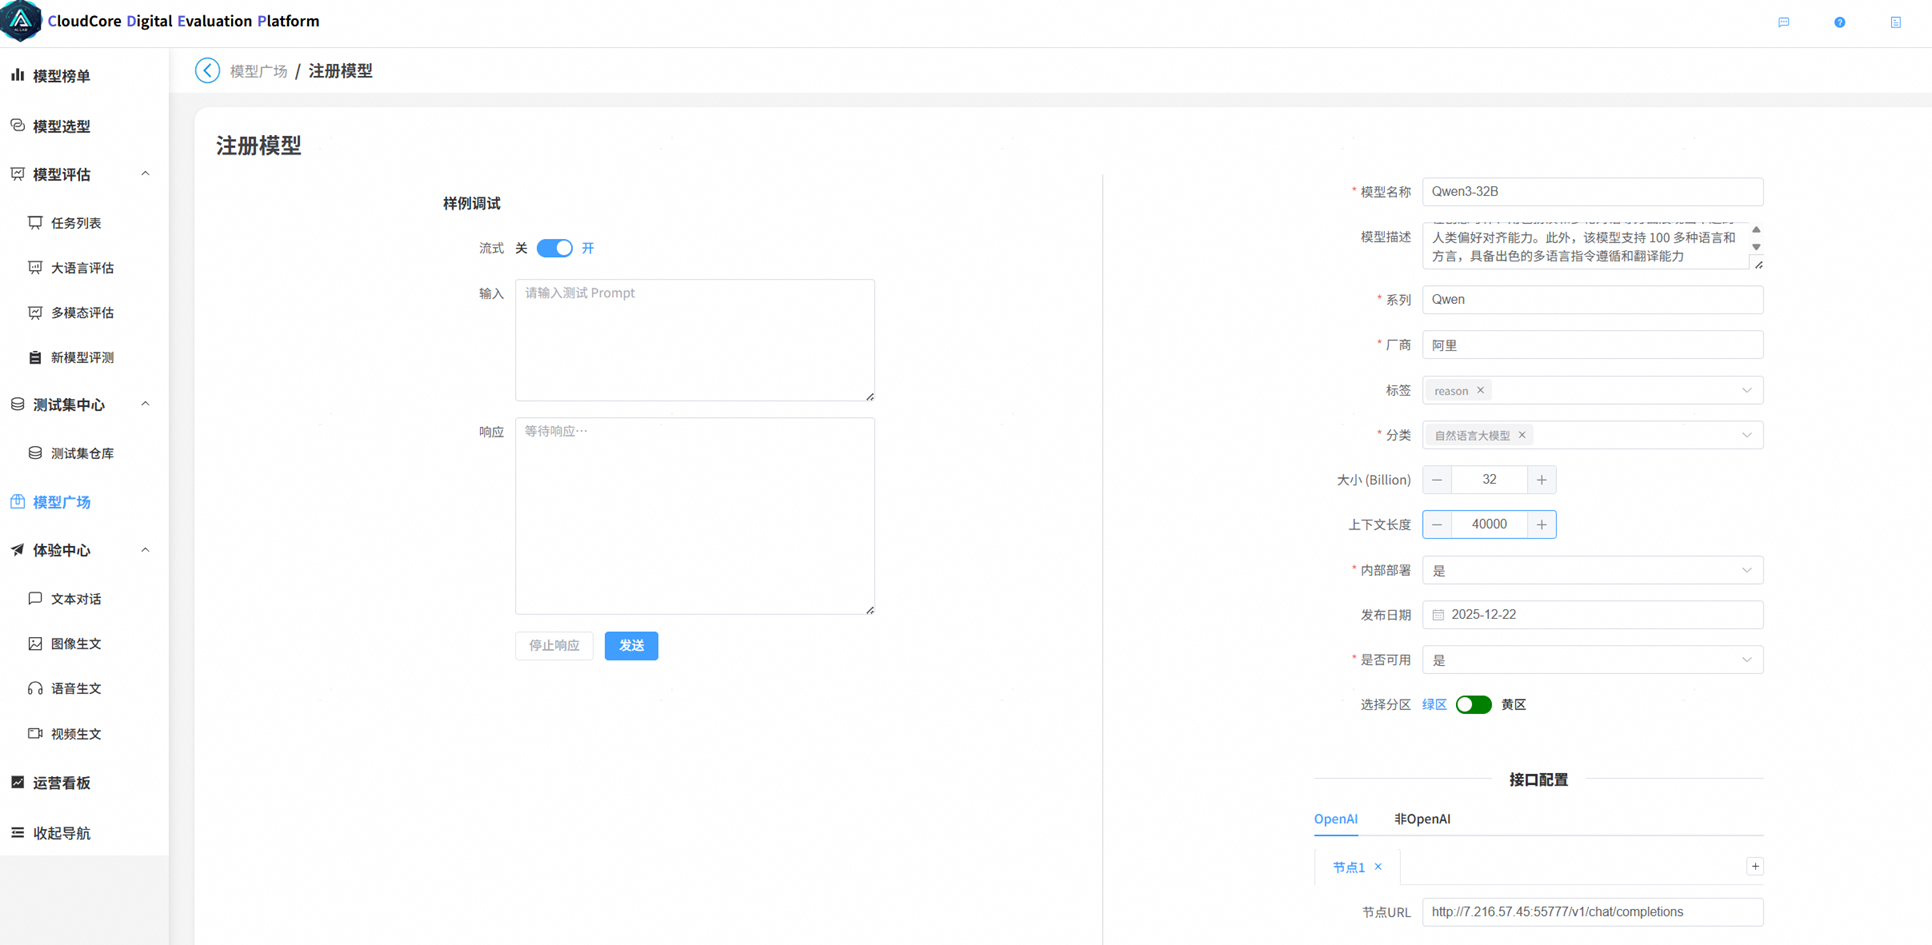 CloudCore Digital Evaluation Platform
模型榜单
模型选型
模型评估
任务列表
大语言评估
多模态评估
新模型评测
测试集中心
测试集仓库
模型广场
体验中心
文本对话
图像生文
语音生文
视频生文
运营看板
收起导航
模型广场 / 注册模型
注册模型
样例调试
流式 关 开
输入 请输入测试 Prompt
响应 等待响应…
停止响应 发送
* 模型名称 Qwen3-32B
模型描述
人类偏好对齐能力。此外，该模型支持 100 多种语言和
方言，具备出色的多语言指令遵循和翻译能力
* 系列 Qwen
* 厂商 阿里
标签 reason ×
* 分类 自然语言大模型 ×
大小 (Billion) — 32 +
上下文长度 — 40000 +
* 内部部署 是
发布日期 2025-12-22
* 是否可用 是
选择分区 绿区 黄区
接口配置
OpenAI 非OpenAI
节点1 × +
节点URL http://7.216.57.45:55777/v1/chat/completions